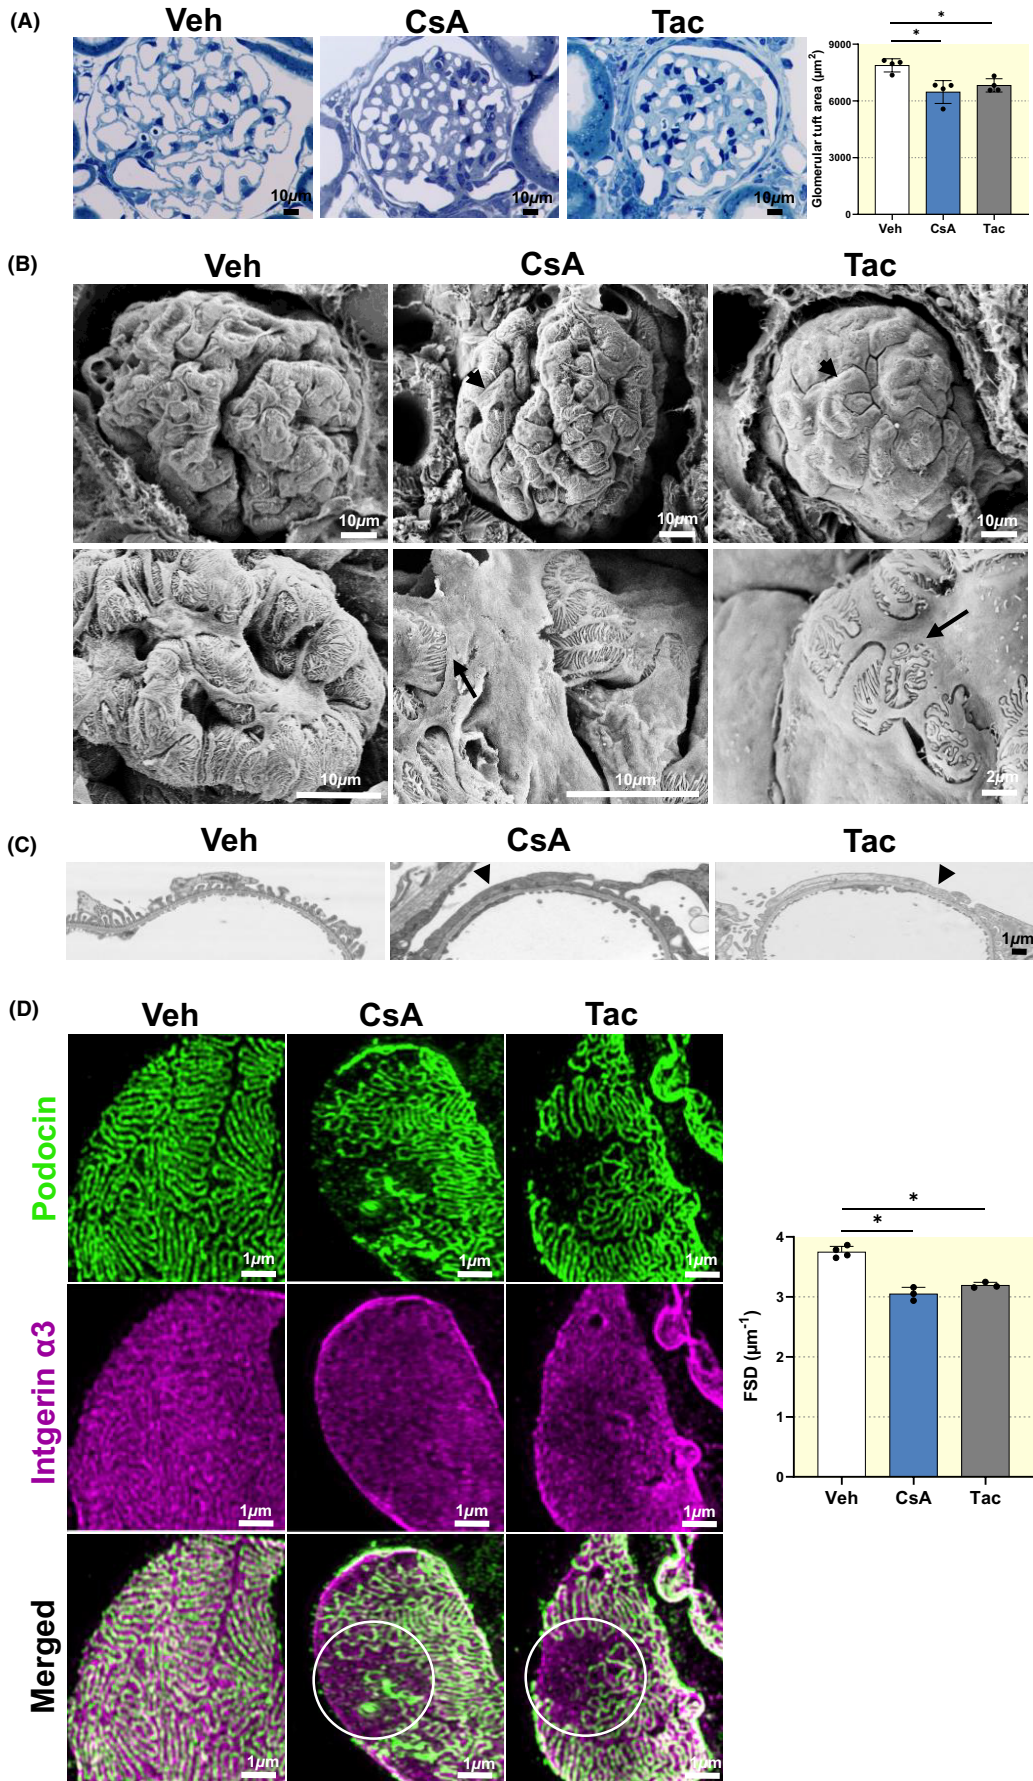 (A)
Veh CsA Tac
10µm 10µm 10µm
*
*
Glomerular tuft area (µm²)
9000
6000
3000
0
Veh CsA Tac
(B)
Veh CsA Tac
10µm 10µm 10µm
10µm 10µm 2µm
(C)
Veh CsA Tac
1µm
(D)
Veh CsA Tac
Podocin
1µm 1µm 1µm
Intgerin α3
1µm 1µm 1µm
Merged
1µm 1µm 1µm
*
*
FSD (µm⁻¹)
4
3
2
1
0
Veh CsA Tac